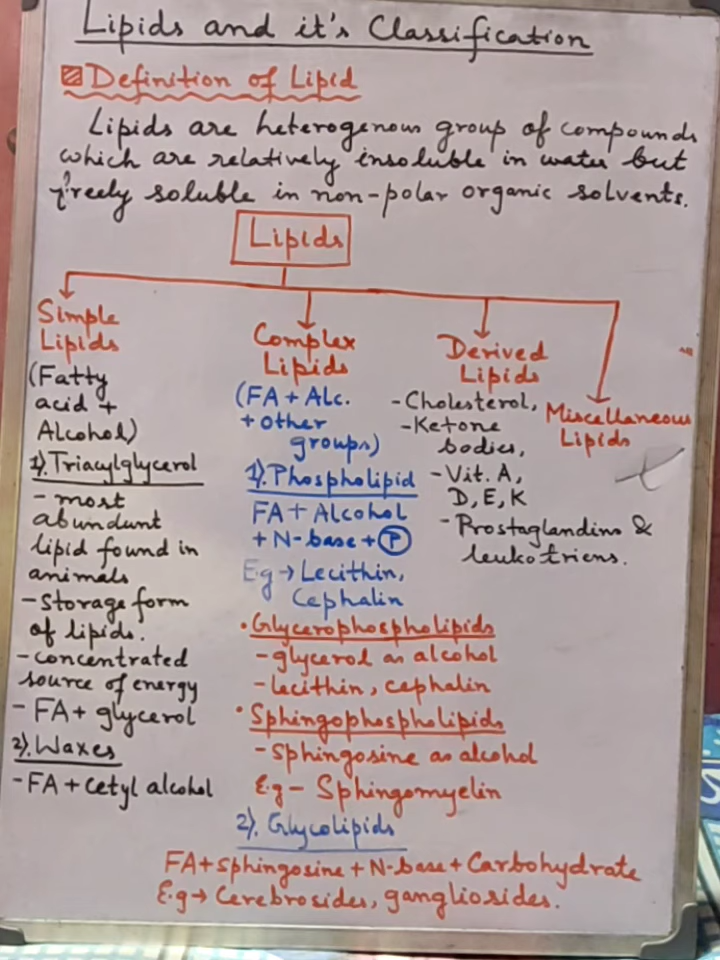 Lipids and it's Classification
Definition of Lipid
Lipids are heterogenous group of compounds
which are relatively insoluble in water but
freely soluble in non-polar organic solvents.
Lipids
Simple
Lipids
(Fatty
acid +
Alcohol)
1). Triacylglycerol
- most
abundunt
lipid found in
animals
- Storage form
of lipids.
- concentrated
source of energy
- FA + glycerol
2). Waxes
- FA + cetyl alcohol
Complex
Lipids
(FA + Alc.
+ other
groups)
1). Phospholipid
FA + Alcohol
+ N-base + P
E.g → Lecithin,
Cephalin
• Glycerophospholipids
- glycerol as alcohol
- lecithin, cephalin
• Sphingophospholipids
- Sphingosine as alcohol
E.g - Sphingomyelin
2). Glycolipids
FA + Sphingosine + N-base + Carbohydrate
E.g → Cerebrosides, gangliosides.
Derived
Lipids
- Cholesterol,
- Ketone
bodies,
- Vit. A,
D, E, K
- Prostaglandins &
leukotriens.
Miscellaneous
Lipids